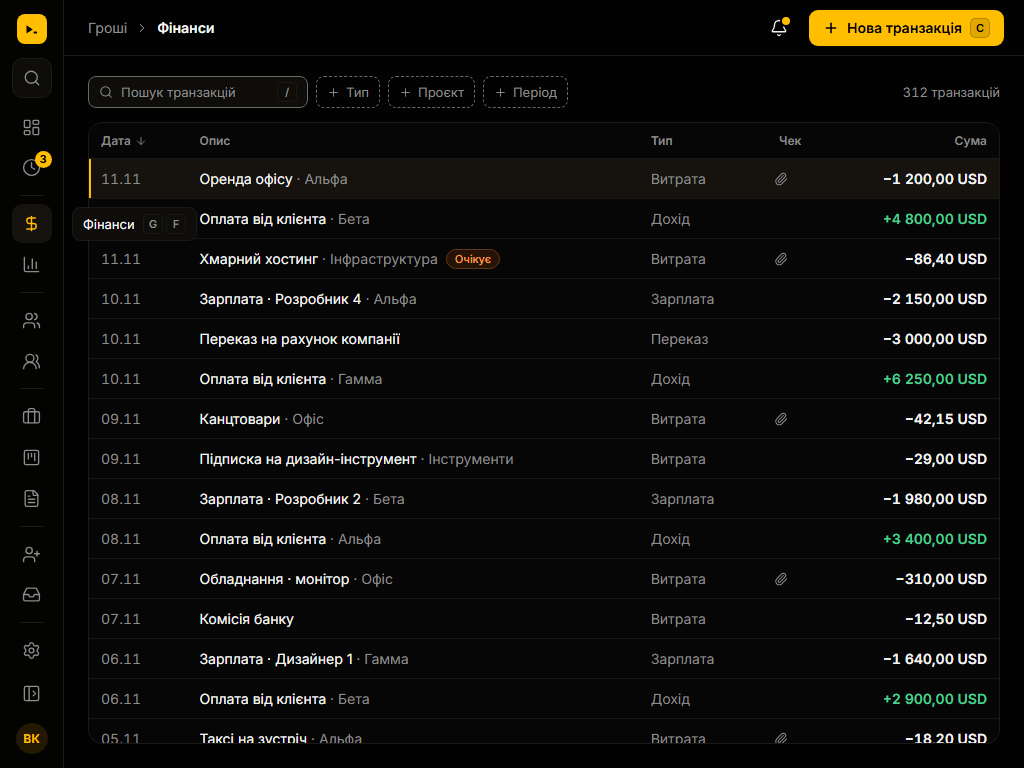 Гроші > Фінанси
+ Нова транзакція C
Пошук транзакцій /
+ Тип
+ Проєкт
+ Період
312 транзакцій
3
Дата ↓ Опис Тип Чек Сума
11.11 Оренда офісу · Альфа Витрата −1 200,00 USD
Фінанси G F
Оплата від клієнта · Бета Дохід +4 800,00 USD
11.11 Хмарний хостинг · Інфраструктура Очікує Витрата −86,40 USD
10.11 Зарплата · Розробник 4 · Альфа Зарплата −2 150,00 USD
10.11 Переказ на рахунок компанії Переказ −3 000,00 USD
10.11 Оплата від клієнта · Гамма Дохід +6 250,00 USD
09.11 Канцтовари · Офіс Витрата −42,15 USD
09.11 Підписка на дизайн-інструмент · Інструменти Витрата −29,00 USD
08.11 Зарплата · Розробник 2 · Бета Зарплата −1 980,00 USD
08.11 Оплата від клієнта · Альфа Дохід +3 400,00 USD
07.11 Обладнання · монітор · Офіс Витрата −310,00 USD
07.11 Комісія банку Витрата −12,50 USD
06.11 Зарплата · Дизайнер 1 · Гамма Зарплата −1 640,00 USD
06.11 Оплата від клієнта · Бета Дохід +2 900,00 USD
05.11 Таксі на зустріч · Альфа Витрата −18,20 USD
ВК